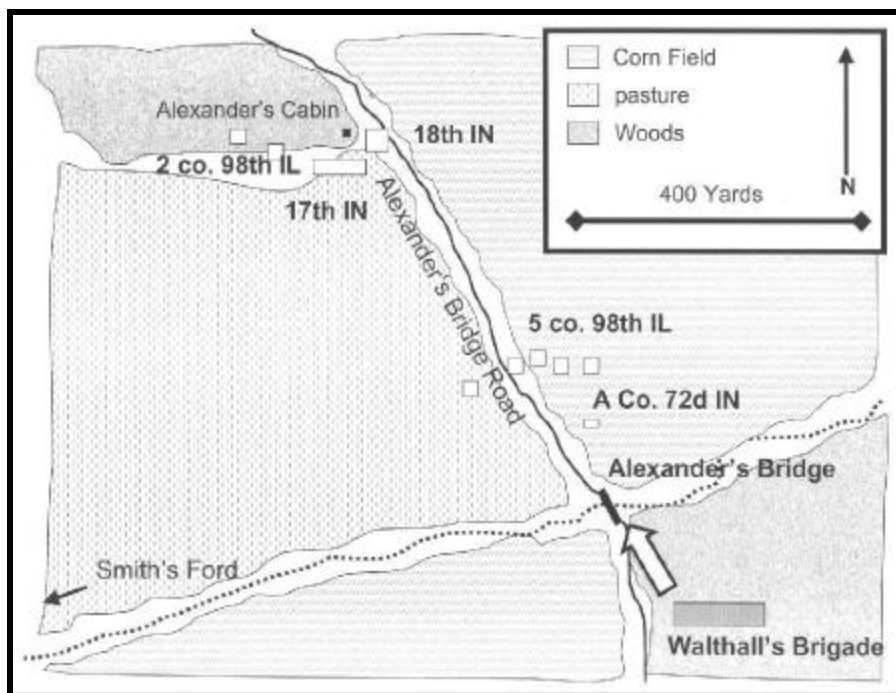 Corn Field
pasture
Woods
400 Yards
N
Alexander's Cabin
18th IN
2 co. 98th IL
17th IN
Alexander's Bridge Road
5 co. 98th IL
A Co. 72d IN
Alexander's Bridge
Smith's Ford
Walthall's Brigade